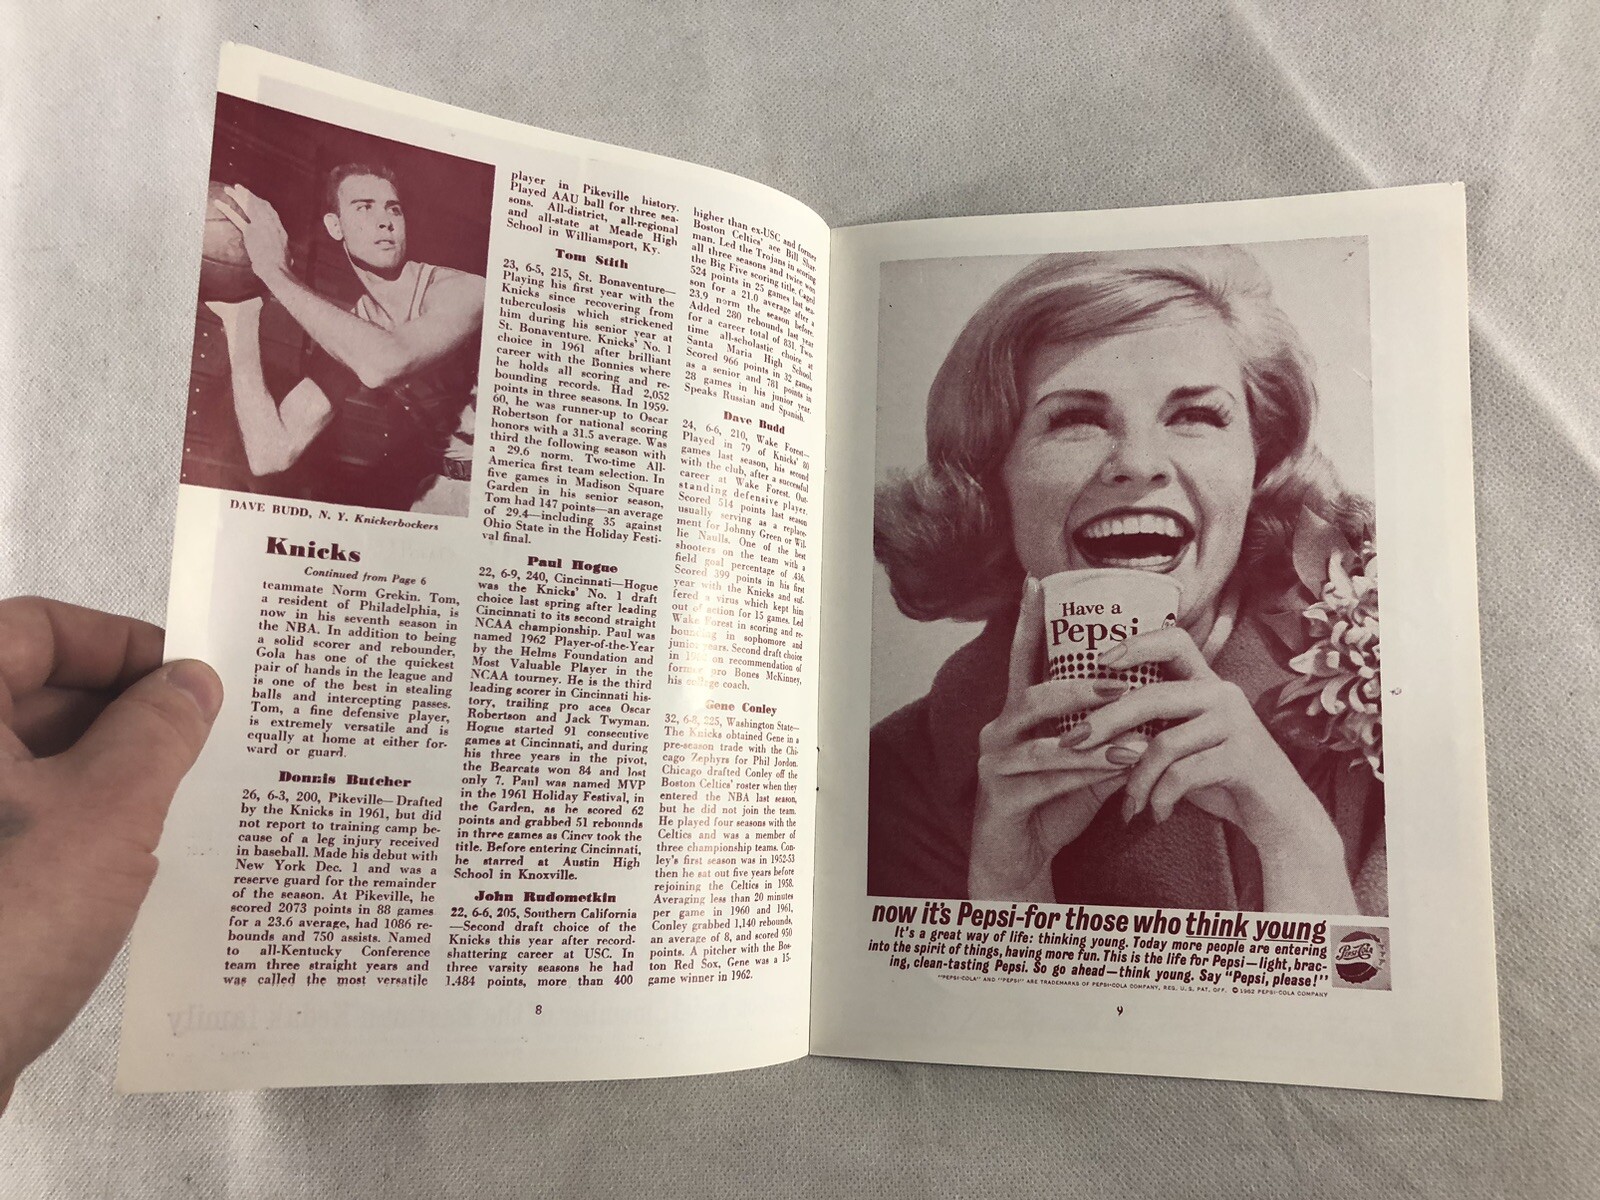 DAVE BUDD, N. Y. Knickerbockers
Knicks
Continued from Page 6
teammate Norm Grekin. Tom,
a resident of Philadelphia, is
now in his seventh season in
the NBA. In addition to being
a solid scorer and rebounder,
Gola has one of the quickest
pair of hands in the league and
is one of the best in stealing
balls and intercepting passes.
Tom, a fine defensive player,
is extremely versatile and is
equally at home at either for-
ward or guard.
Donnis Butcher
26, 6-3, 200, Pikeville—Drafted
by the Knicks in 1961, but did
not report to training camp be-
cause of a leg injury received
in baseball. Made his debut with
New York Dec. 1 and was a
reserve guard for the remainder
of the season. At Pikeville, he
scored 2073 points in 88 games
for a 23.6 average, had 1086 re-
bounds and 750 assists. Named
to all-Kentucky Conference
team three straight years and
was called the most versatile
player in Pikeville history.
Played AAU ball for three sea-
sons. All-district, all-regional
and all-state at Meade High
School in Williamsport, Ky.
Tom Stith
23, 6-5, 215, St. Bonaventure—
Playing his first year with the
Knicks since recovering from
tuberculosis which strickened
him during his senior year at
St. Bonaventure. Knicks' No. 1
choice in 1961 after brilliant
career with the Bonnies where
he holds all scoring and re-
bounding records. Had 2,052
points in three seasons. In 1959-
60, he was runner-up to Oscar
Robertson for national scoring
honors with a 31.5 average. Was
third the following season with
a 29.6 norm. Two-time All-
America first team selection. In
five games in Madison Square
Garden in his senior season,
Tom had 147 points—an average
of 29.4—including 35 against
Ohio State in the Holiday Festi-
val final.
Paul Hogue
22, 6-9, 240, Cincinnati—Hogue
was the Knicks' No. 1 draft
choice last spring after leading
Cincinnati to its second straight
NCAA championship. Paul was
named 1962 Player-of-the-Year
by the Helms Foundation and
Most Valuable Player in the
NCAA tourney. He is the third
leading scorer in Cincinnati his-
tory, trailing pro aces Oscar
Robertson and Jack Twyman.
Hogue started 91 consecutive
games at Cincinnati, and during
his three years in the pivot,
the Bearcats won 84 and lost
only 7. Paul was named MVP
in the 1961 Holiday Festival, in
the Garden, as he scored 62
points and grabbed 51 rebounds
in three games as Cincy took the
title. Before entering Cincinnati,
he starred at Austin High
School in Knoxville.
John Rudometkin
22, 6-6, 205, Southern California
—Second draft choice of the
Knicks this year after record-
shattering career at USC. In
three varsity seasons he had
1.484 points, more than 400
higher than ex-USC and former
Boston Celtics' ace Bill Shar-
man. Led the Trojans in scoring
all three seasons and twice won
the Big Five scoring title. Caged
524 points in 25 games last sea-
son for a 21.0 average after a
23.9 norm the season before.
Added 280 rebounds last year
for a career total of 831. Two-
time all-scholastic choice at
Santa Maria High School.
Scored 966 points in 32 games
as a senior and 781 points in
28 games in his junior year.
Speaks Russian and Spanish.
Dave Budd
24, 6-6, 210, Wake Forest—
Played in 79 of Knicks' 80
games last season, his second
with the club, after a successful
career at Wake Forest. Out-
standing defensive player.
Scored 514 points last season
usually serving as a replace-
ment for Johnny Green or Wil-
lie Naulls. One of the best
shooters on the team with a
field goal percentage of .436.
Scored 399 points in his first
year with the Knicks and suf-
fered a virus which kept him
out of action for 15 games. Led
Wake Forest in scoring and re-
bounding in sophomore and
junior years. Second draft choice
in on recommendation of
former pro Bones McKinney,
his college coach.
Gene Conley
32, 6-8, 225, Washington State—
The Knicks obtained Gene in a
pre-season trade with the Chi-
cago Zephyrs for Phil Jordon.
Chicago drafted Conley off the
Boston Celtics' roster when they
entered the NBA last season,
but he did not join the team.
He played four seasons with the
Celtics and was a member of
three championship teams. Con-
ley's first season was in 1952-53
then he sat out five years before
rejoining the Celtics in 1958.
Averaging less than 20 minutes
per game in 1960 and 1961,
Conley grabbed 1,140 rebounds,
an average of 8, and scored 950
points. A pitcher with the Bos-
ton Red Sox, Gene was a 15-
game winner in 1962.
8
Have a
Pepsi
now it's Pepsi-for those who think young
It's a great way of life: thinking young. Today more people are entering
into the spirit of things, having more fun. This is the life for Pepsi—light, brac-
ing, clean-tasting Pepsi. So go ahead—think young. Say "Pepsi, please!"
Pepsi-Cola
"PEPSI-COLA" AND "PEPSI" ARE TRADEMARKS OF PEPSI-COLA COMPANY, REG. U. S. PAT. OFF. © 1962 PEPSI-COLA COMPANY
9